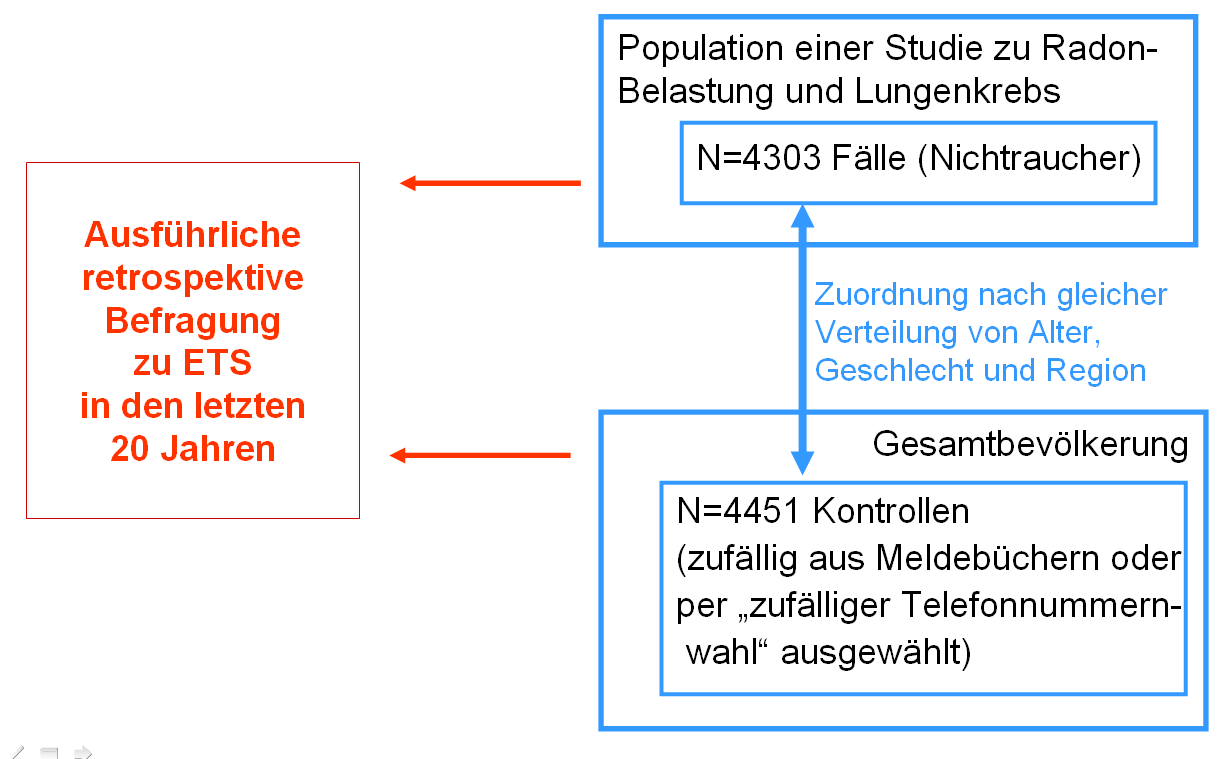 Population einer Studie zu Radon-
Belastung und Lungenkrebs
N=4303 Fälle (Nichtraucher)
Ausführliche
retrospektive
Befragung
zu ETS
in den letzten
20 Jahren
Zuordnung nach gleicher
Verteilung von Alter,
Geschlecht und Region
Gesamtbevölkerung
N=4451 Kontrollen
(zufällig aus Meldebüchern oder
per „zufälliger Telefonnummern-
wahl“ ausgewählt)